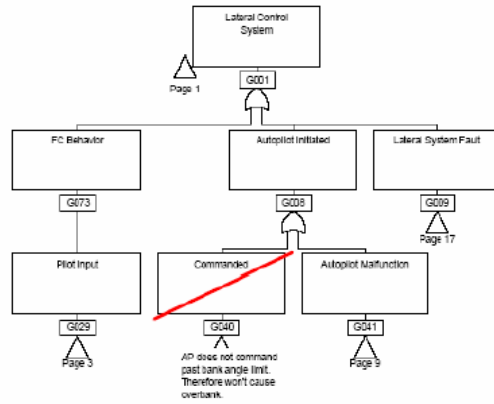 Lateral Control
System
G001
Page 1
FC Behavior
Autopilot Initiated
Lateral System Fault
G073
G008
G009
Page 17
Pilot Input
Commanded
Autopilot Malfunction
G029
G040
G041
Page 3
AP does not command
past bank angle limit.
Therefore won't cause
overbank.
Page 9